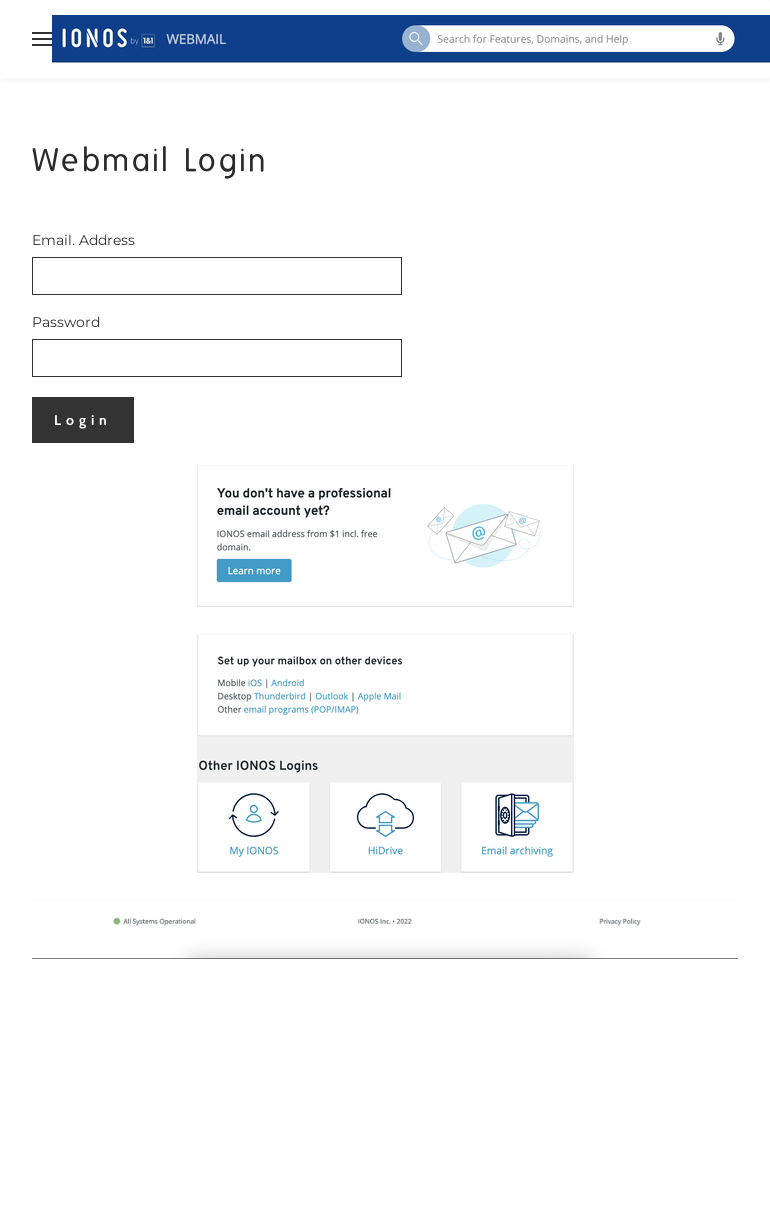 IONOS by 1&1 WEBMAIL Search for Features, Domains, and Help
Webmail Login
Email. Address
Password
Login
You don't have a professional
email account yet?
IONOS email address from $1 incl. free
domain.
Learn more
Set up your mailbox on other devices
Mobile iOS | Android
Desktop Thunderbird | Outlook | Apple Mail
Other email programs (POP/IMAP)
Other IONOS Logins
My IONOS HiDrive Email archiving
All Systems Operational IONOS Inc. • 2022 Privacy Policy